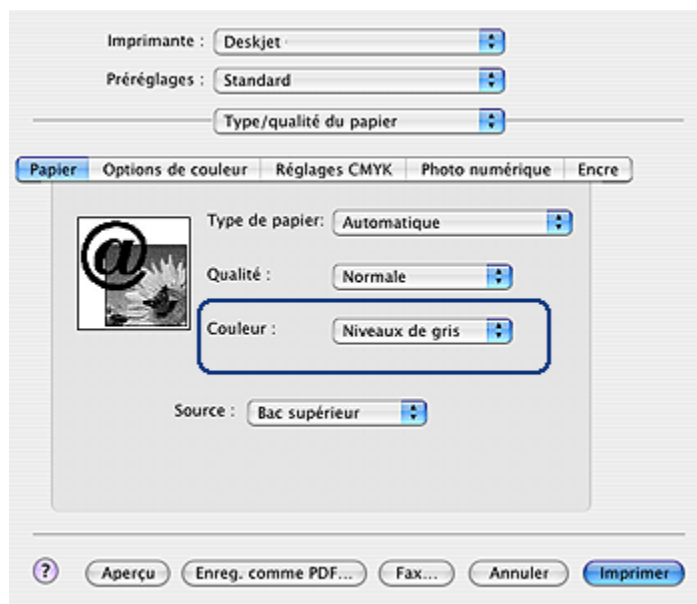 Imprimante : Deskjet
Préréglages : Standard
Type/qualité du papier
Papier Options de couleur Réglages CMYK Photo numérique Encre
@
Type de papier: Automatique
Qualité : Normale
Couleur : Niveaux de gris
Source : Bac supérieur
? Aperçu Enreg. comme PDF... Fax... Annuler Imprimer